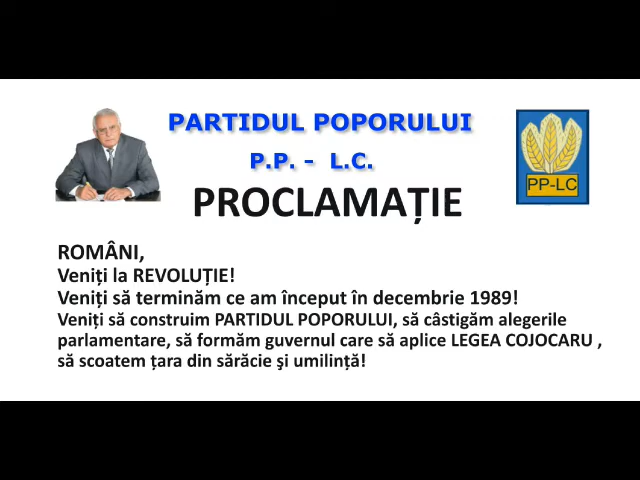 PARTIDUL POPORULUI
P.P. - L.C.
PP-LC
PROCLAMAȚIE
ROMÂNI,
Veniți la REVOLUȚIE!
Veniți să terminăm ce am început în decembrie 1989!
Veniți să construim PARTIDUL POPORULUI, să câstigăm alegerile
parlamentare, să formăm guvernul care să aplice LEGEA COJOCARU ,
să scoatem țara din sărăcie şi umilință!